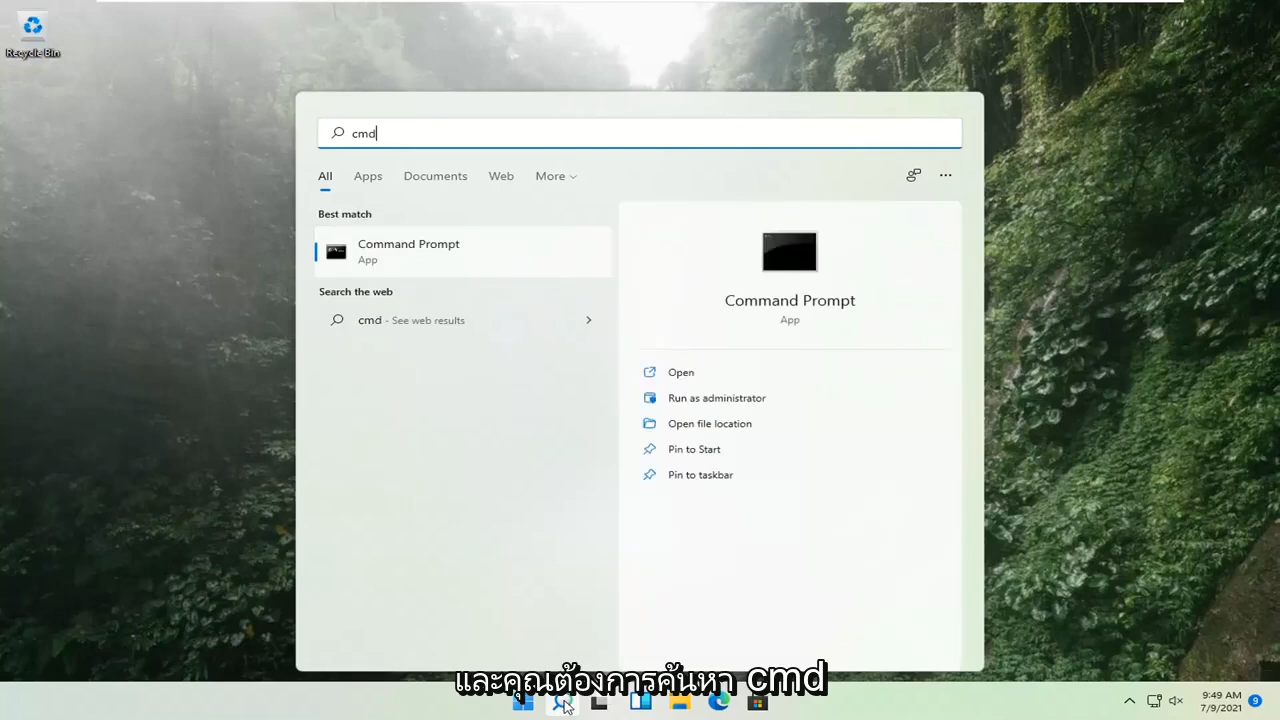 Recycle Bin
cmd
All Apps Documents Web More
Best match
Command Prompt
App
Search the web
cmd - See web results
Command Prompt
App
Open
Run as administrator
Open file location
Pin to Start
Pin to taskbar
และคุณต้องการค้นหา cmd
9:49 AM
7/9/2021
9